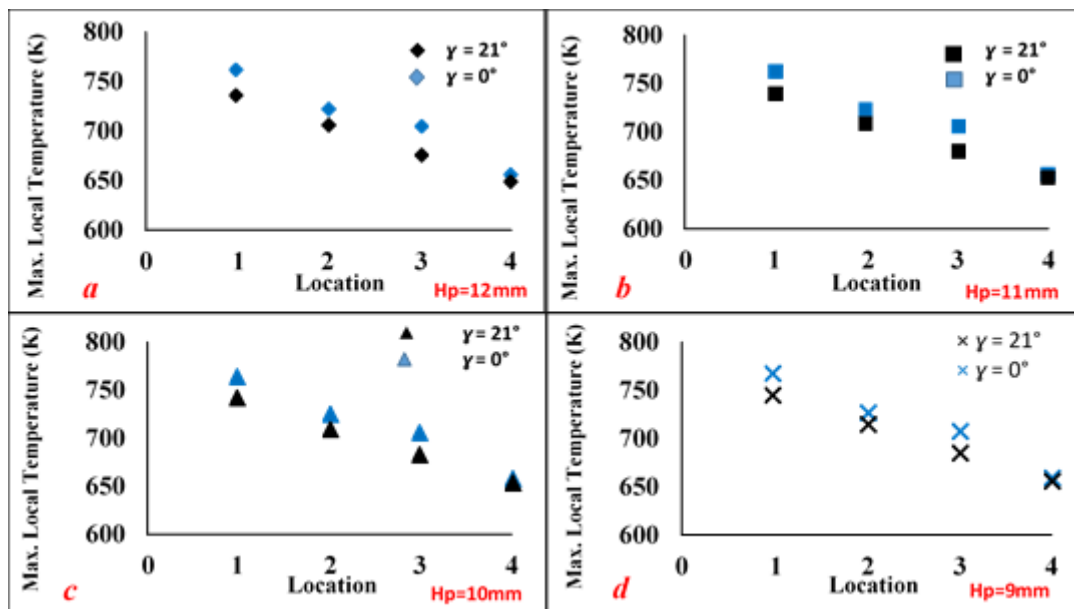 Max. Local Temperature (K)
800
750
700
650
600
0
1
2
3
4
Location
γ = 21°
γ = 0°
a
Hp=12mm
Max. Local Temperature (K)
800
750
700
650
600
0
1
2
3
4
Location
γ = 21°
γ = 0°
b
Hp=11mm
Max. Local Temperature (K)
800
750
700
650
600
0
1
2
3
4
Location
γ = 21°
γ = 0°
c
Hp=10mm
Max. Local Temperature (K)
800
750
700
650
600
0
1
2
3
4
Location
γ = 21°
γ = 0°
d
Hp=9mm